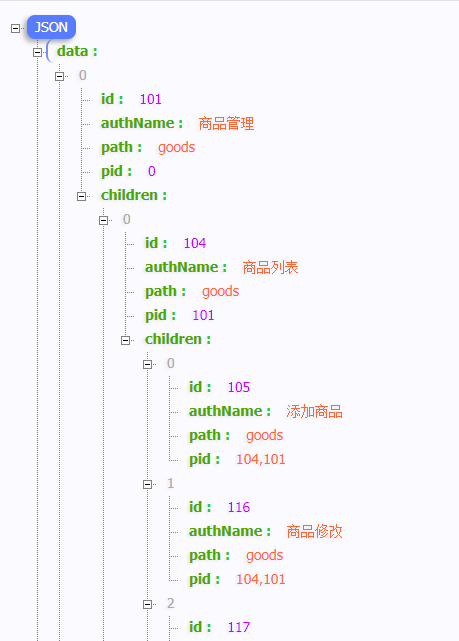 JSON
data :
0
id : 101
authName : 商品管理
path : goods
pid : 0
children :
0
id : 104
authName : 商品列表
path : goods
pid : 101
children :
0
id : 105
authName : 添加商品
path : goods
pid : 104,101
1
id : 116
authName : 商品修改
path : goods
pid : 104,101
2
id : 117